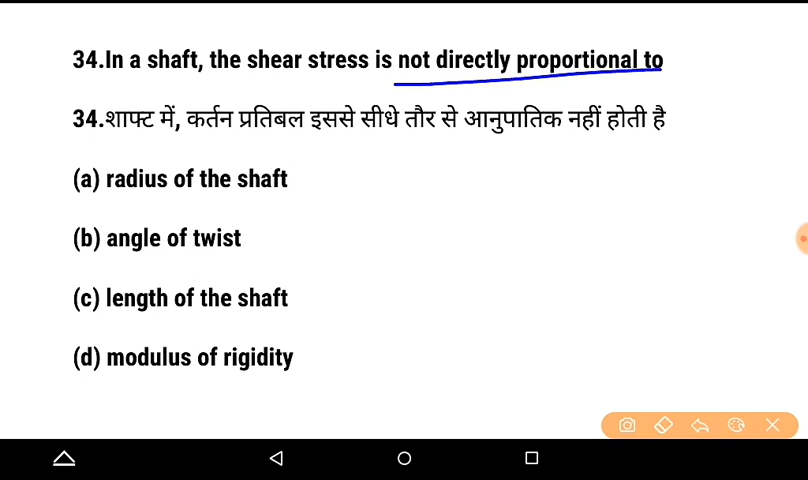 34.In a shaft, the shear stress is not directly proportional to
34.शाफ्ट में, कर्तन प्रतिबल इससे सीधे तौर से आनुपातिक नहीं होती है
(a) radius of the shaft
(b) angle of twist
(c) length of the shaft
(d) modulus of rigidity